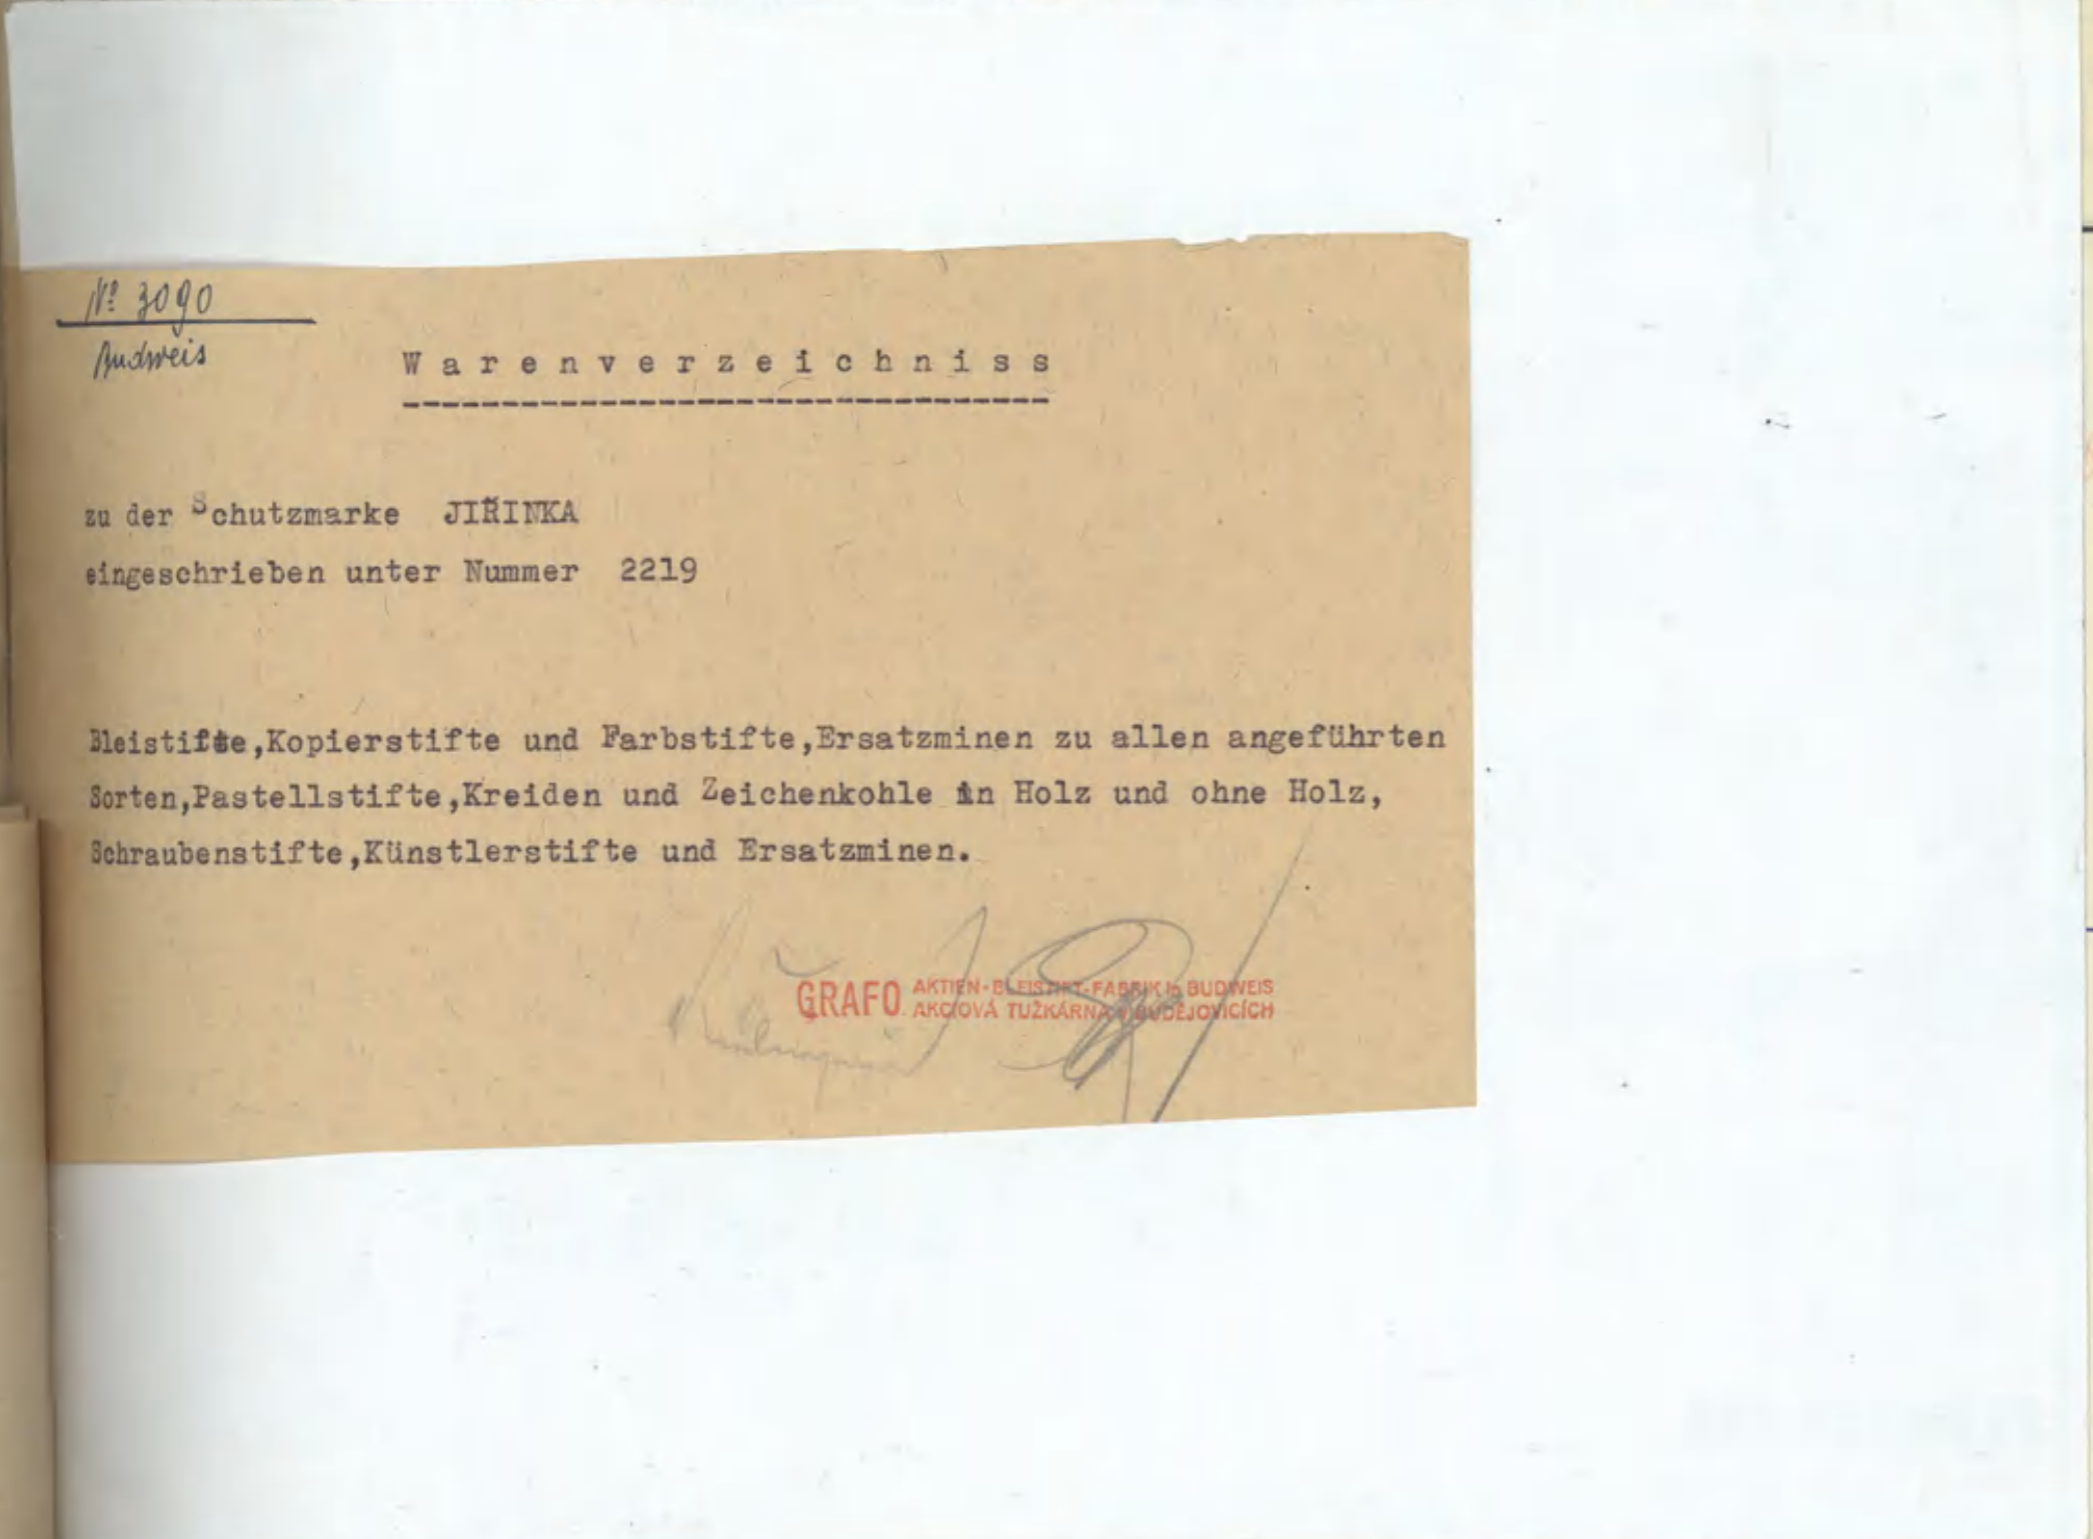 Nº 3090
Budweis
Warenverzeichniss
zu der Schutzmarke JIŘINKA
eingeschrieben unter Nummer 2219
Bleistifte,Kopierstifte und Farbstifte,Ersatzminen zu allen angeführten
Sorten,Pastellstifte,Kreiden und Zeichenkohle in Holz und ohne Holz,
Schraubenstifte,Künstlerstifte und Ersatzminen.
GRAFO AKTIEN-BLEISTIFT-FABRIK in BUDWEIS
AKCIOVÁ TUŽKÁRNA V BUDĚJOVICÍCH